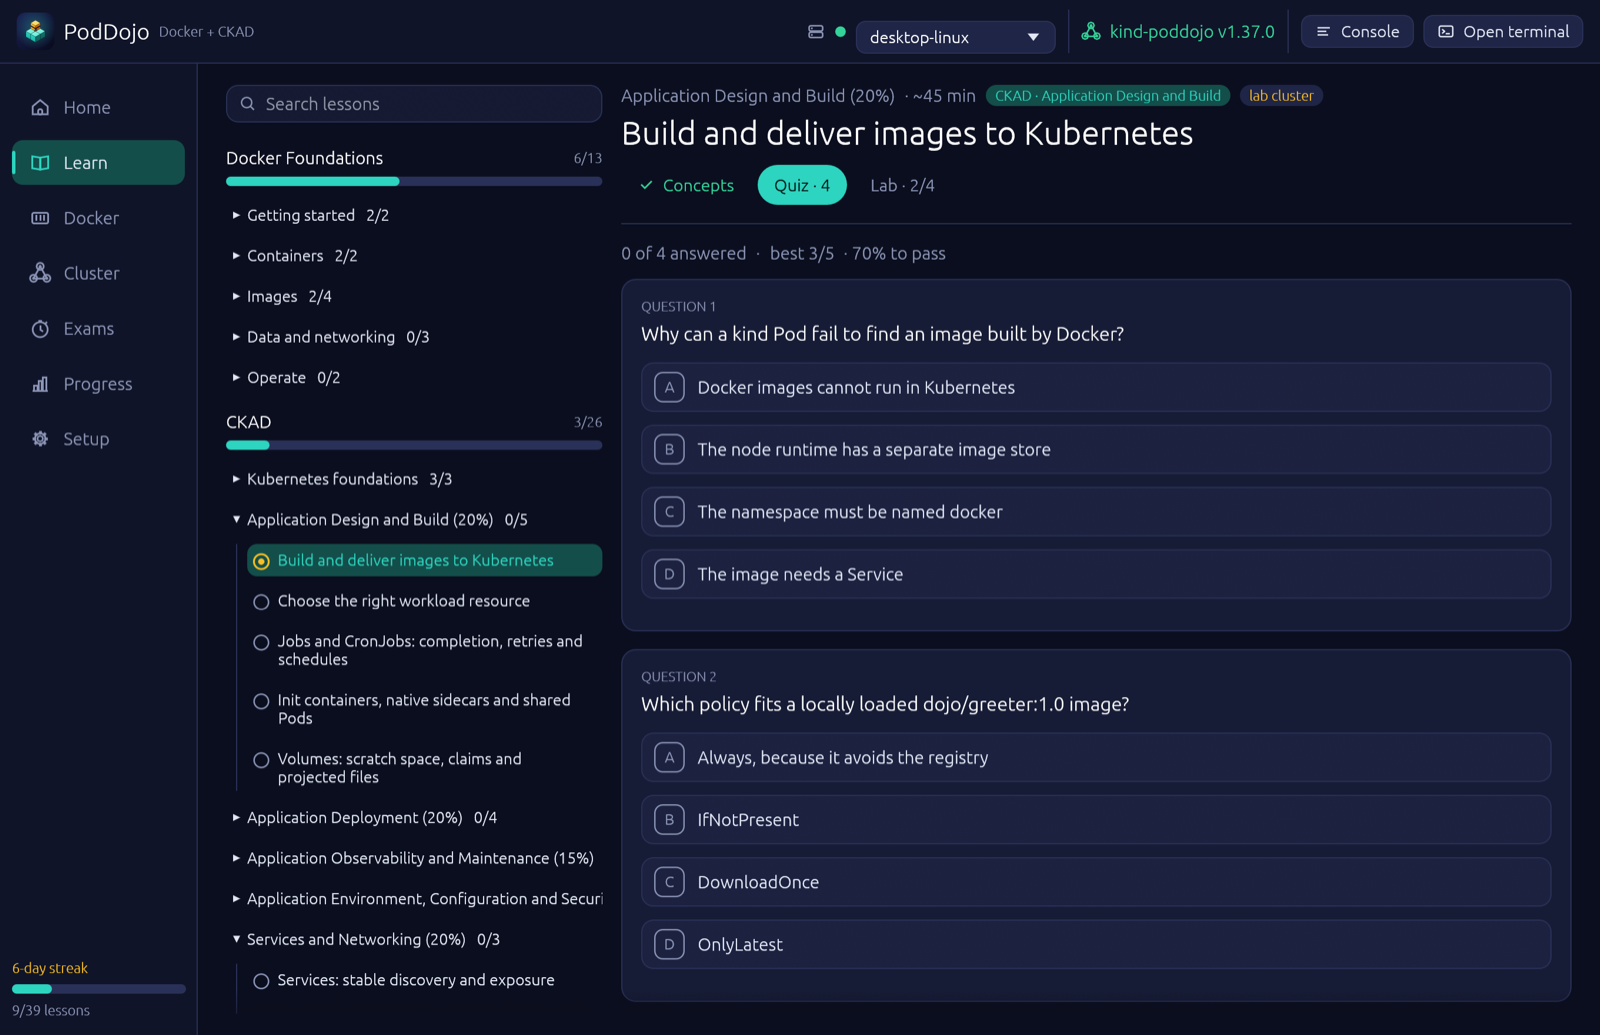 PodDojo Docker + CKAD
desktop-linux
kind-poddojo v1.37.0
Console
Open terminal
Home
Learn
Docker
Cluster
Exams
Progress
Setup
6-day streak
9/39 lessons
Search lessons
Docker Foundations 6/13
Getting started 2/2
Containers 2/2
Images 2/4
Data and networking 0/3
Operate 0/2
CKAD 3/26
Kubernetes foundations 3/3
Application Design and Build (20%) 0/5
Build and deliver images to Kubernetes
Choose the right workload resource
Jobs and CronJobs: completion, retries and
schedules
Init containers, native sidecars and shared
Pods
Volumes: scratch space, claims and
projected files
Application Deployment (20%) 0/4
Application Observability and Maintenance (15%)
Application Environment, Configuration and Securi
Services and Networking (20%) 0/3
Services: stable discovery and exposure
Application Design and Build (20%) · ~45 min CKAD · Application Design and Build lab cluster
Build and deliver images to Kubernetes
Concepts Quiz · 4 Lab · 2/4
0 of 4 answered · best 3/5 · 70% to pass
QUESTION 1
Why can a kind Pod fail to find an image built by Docker?
A Docker images cannot run in Kubernetes
B The node runtime has a separate image store
C The namespace must be named docker
D The image needs a Service
QUESTION 2
Which policy fits a locally loaded dojo/greeter:1.0 image?
A Always, because it avoids the registry
B IfNotPresent
C DownloadOnce
D OnlyLatest